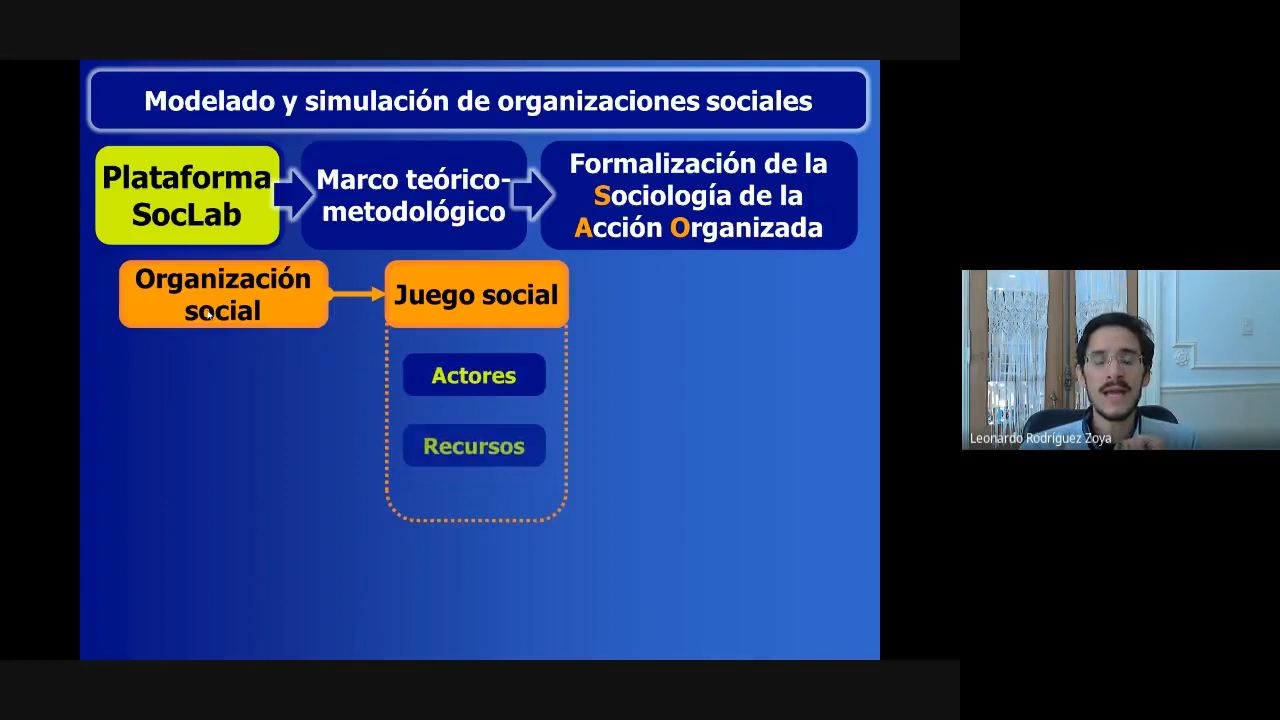 Modelado y simulación de organizaciones sociales
Plataforma
SocLab
Marco teórico-
metodológico
Formalización de la
Sociología de la
Acción Organizada
Organización
social
Juego social
Actores
Recursos
Leonardo Rodríguez Zoya